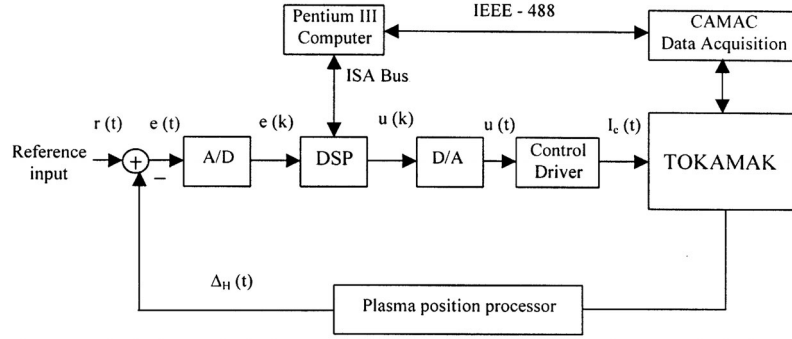 Pentium III
Computer
IEEE - 488
CAMAC
Data Acquisition
ISA Bus
r (t)
e (t)
e (k)
u (k)
u (t)
I_c (t)
Reference
input
+
−
A/D
DSP
D/A
Control
Driver
TOKAMAK
Δ_H (t)
Plasma position processor